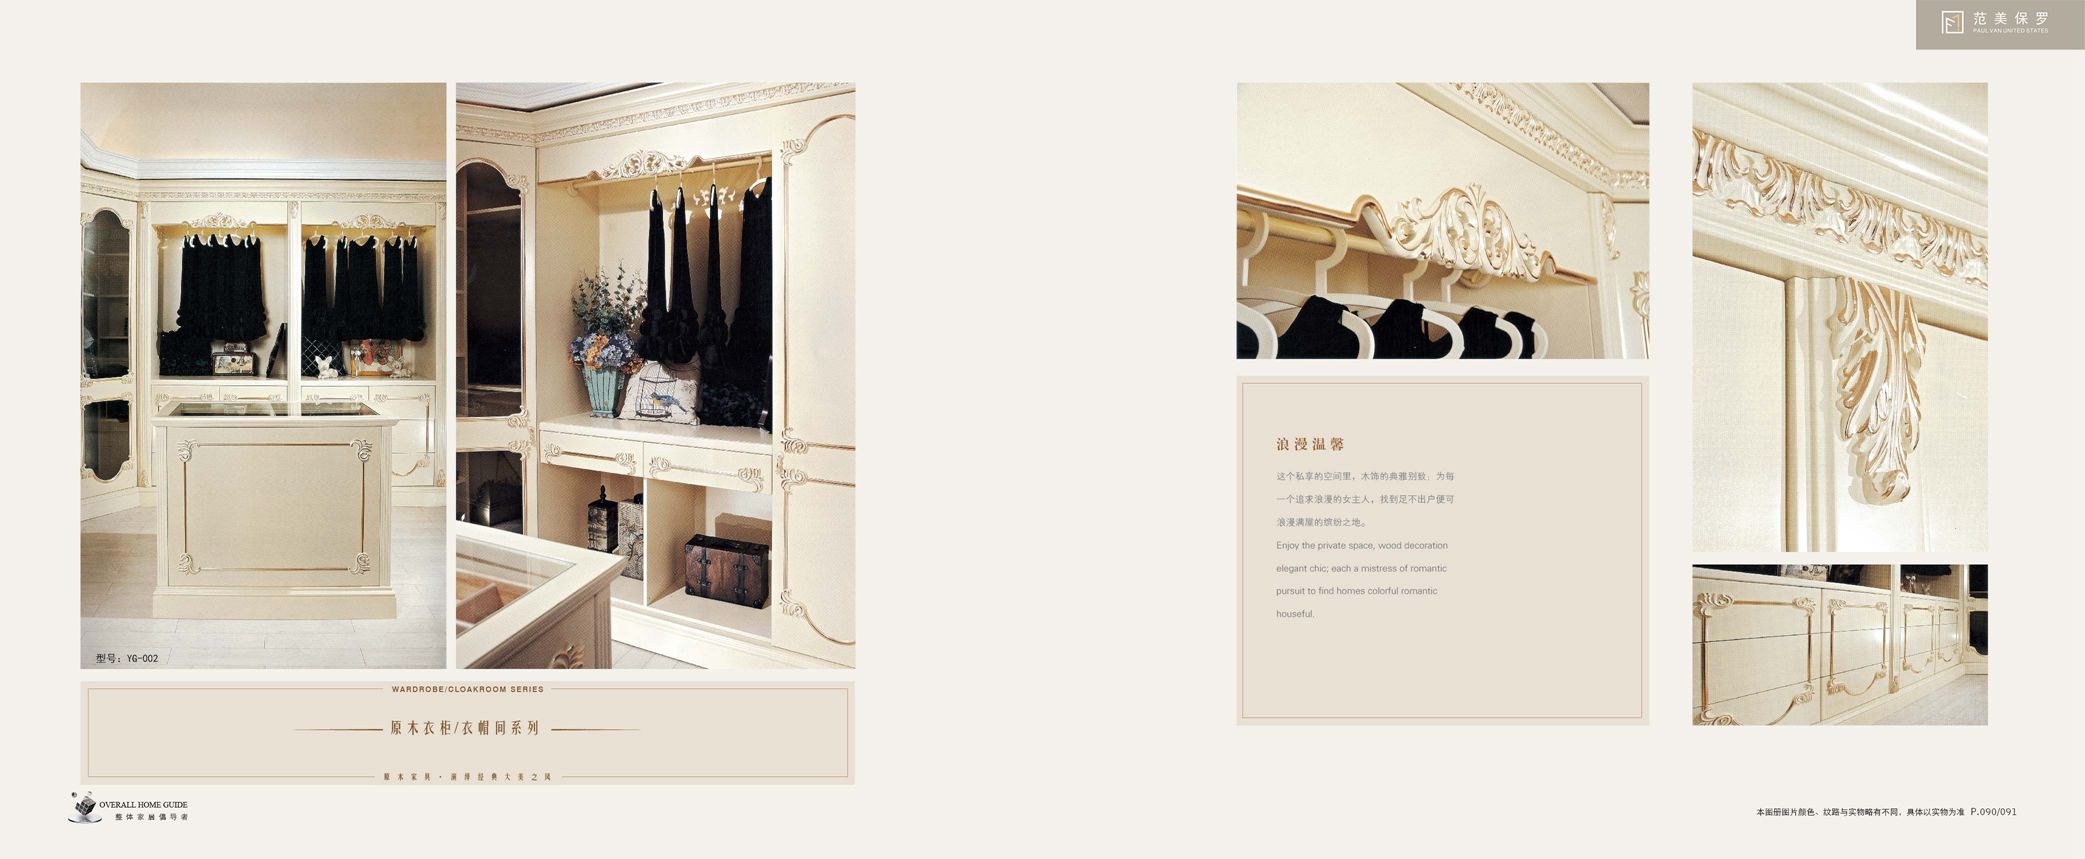 范美保罗
PAUL VAN UNITED STATES
型号：YG-002
WARDROBE/CLOAKROOM SERIES
原木衣柜/衣帽间系列
原木家具·演绎经典大美之风
OVERALL HOME GUIDE
整体家居倡导者
浪漫温馨
这个私享的空间里，木饰的典雅别致；为每
一个追求浪漫的女主人，找到足不出户便可
浪漫满屋的缤纷之地。
Enjoy the private space, wood decoration
elegant chic; each a mistress of romantic
pursuit to find homes colorful romantic
houseful.
本图册图片颜色、纹路与实物略有不同，具体以实物为准 P.090/091